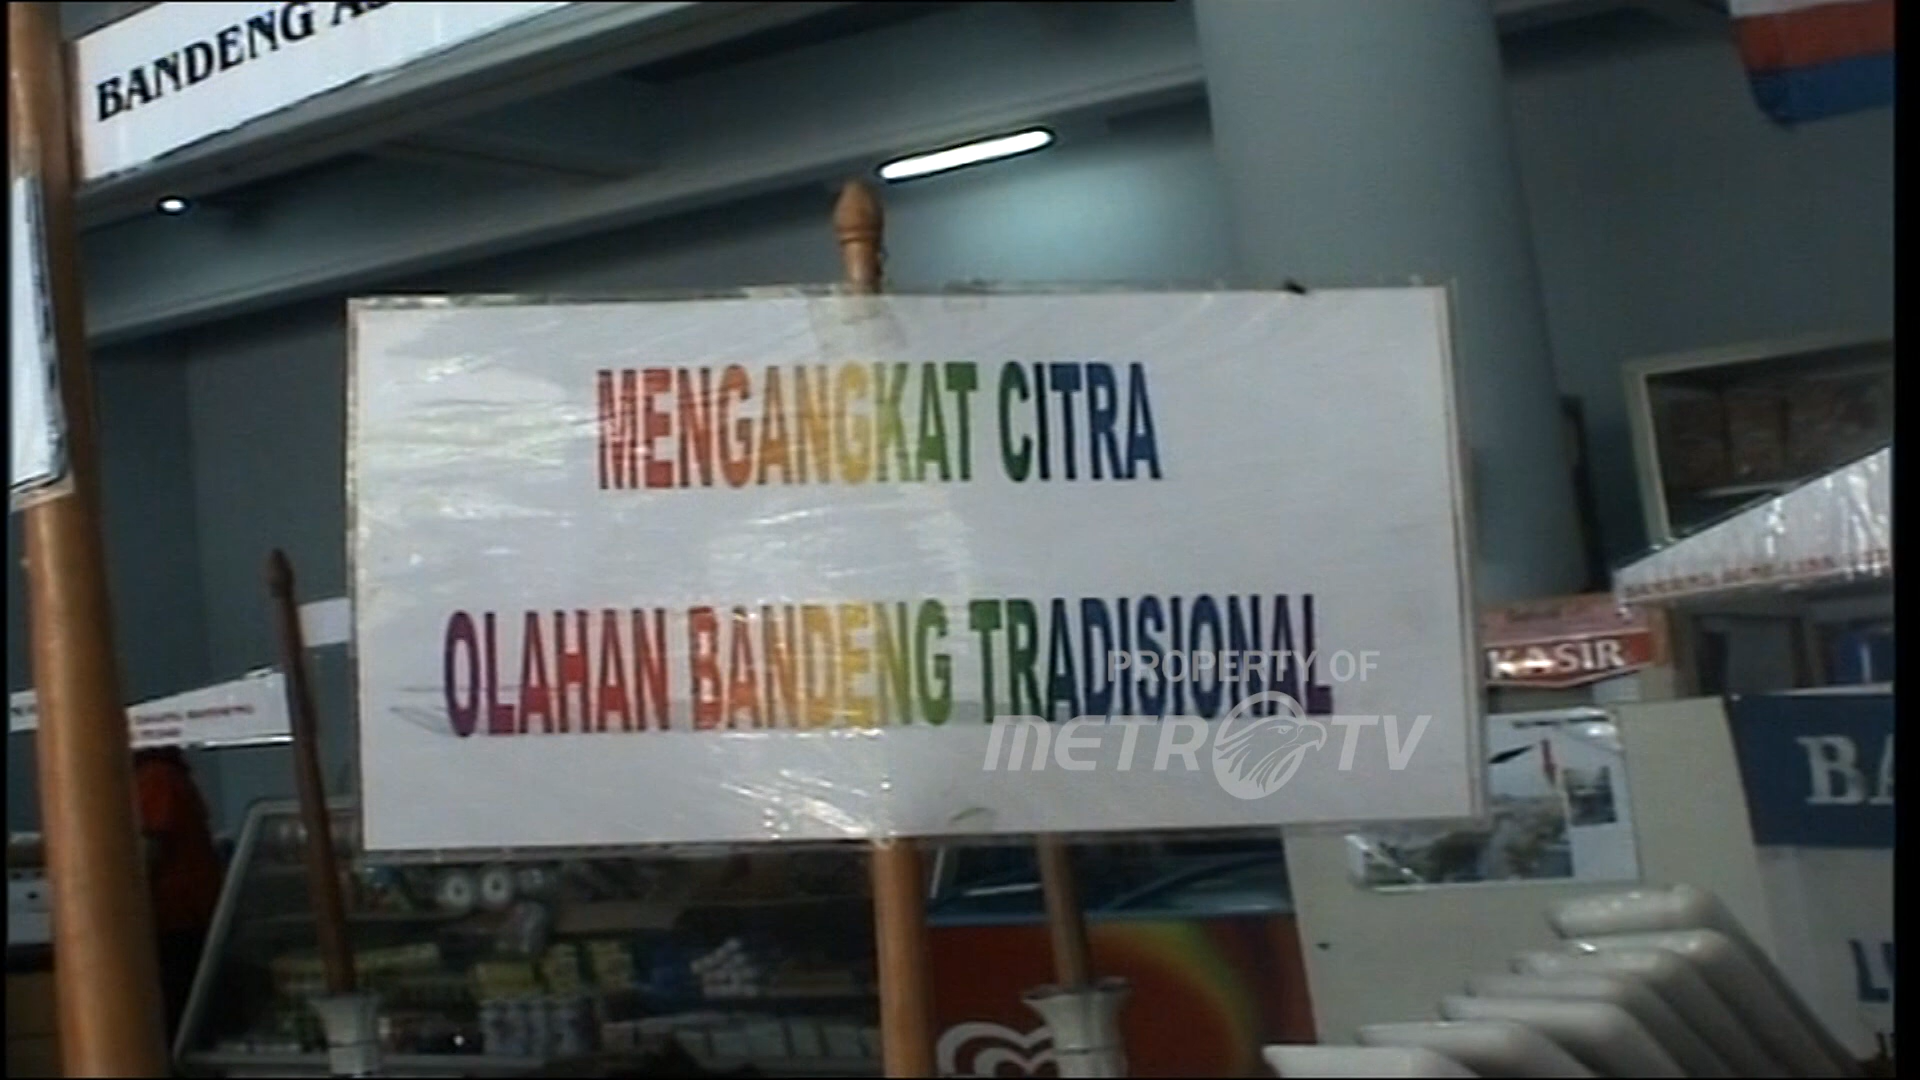 BANDENG
MENGANGKAT CITRA
OLAHAN BANDENG TRADISIONAL
PROPERTY OF
METRO TV
KASIR